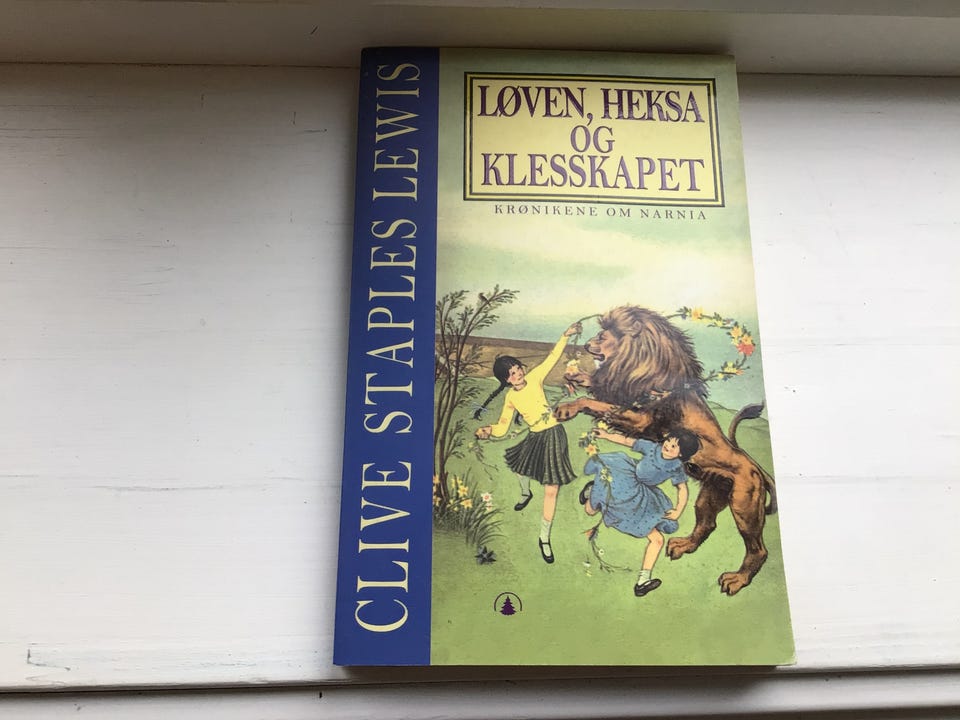 CLIVE STAPLES LEWIS
LØVEN, HEKSA
OG
KLESSKAPET
KRØNIKENE OM NARNIA